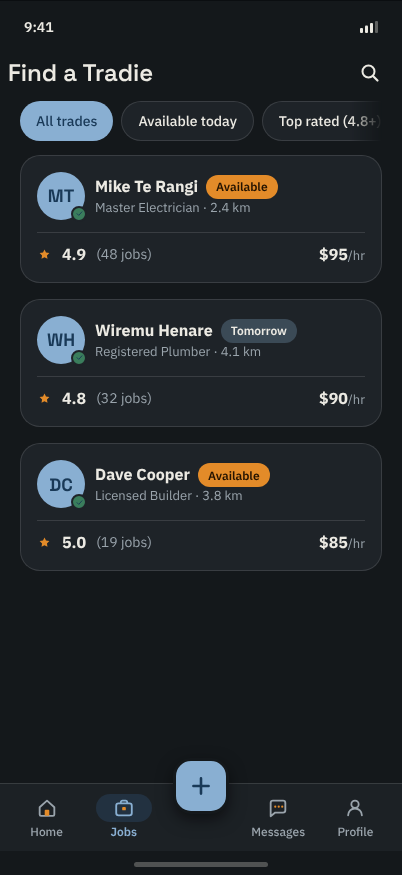 9:41
Find a Tradie
All trades
Available today
Top rated (4.8+)
MT
Mike Te Rangi
Available
Master Electrician · 2.4 km
4.9 (48 jobs)
$95/hr
WH
Wiremu Henare
Tomorrow
Registered Plumber · 4.1 km
4.8 (32 jobs)
$90/hr
DC
Dave Cooper
Available
Licensed Builder · 3.8 km
5.0 (19 jobs)
$85/hr
Home
Jobs
Messages
Profile